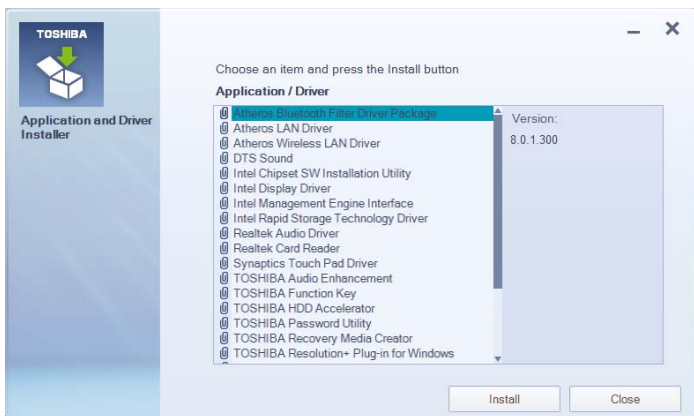 TOSHIBA
Application and Driver
Installer
Choose an item and press the Install button
Application / Driver
Atheros Bluetooth Filter Driver Package
Atheros LAN Driver
Atheros Wireless LAN Driver
DTS Sound
Intel Chipset SW Installation Utility
Intel Display Driver
Intel Management Engine Interface
Intel Rapid Storage Technology Driver
Realtek Audio Driver
Realtek Card Reader
Synaptics Touch Pad Driver
TOSHIBA Audio Enhancement
TOSHIBA Function Key
TOSHIBA HDD Accelerator
TOSHIBA Password Utility
TOSHIBA Recovery Media Creator
TOSHIBA Resolution+ Plug-in for Windows
Version:
8.0.1.300
Install
Close